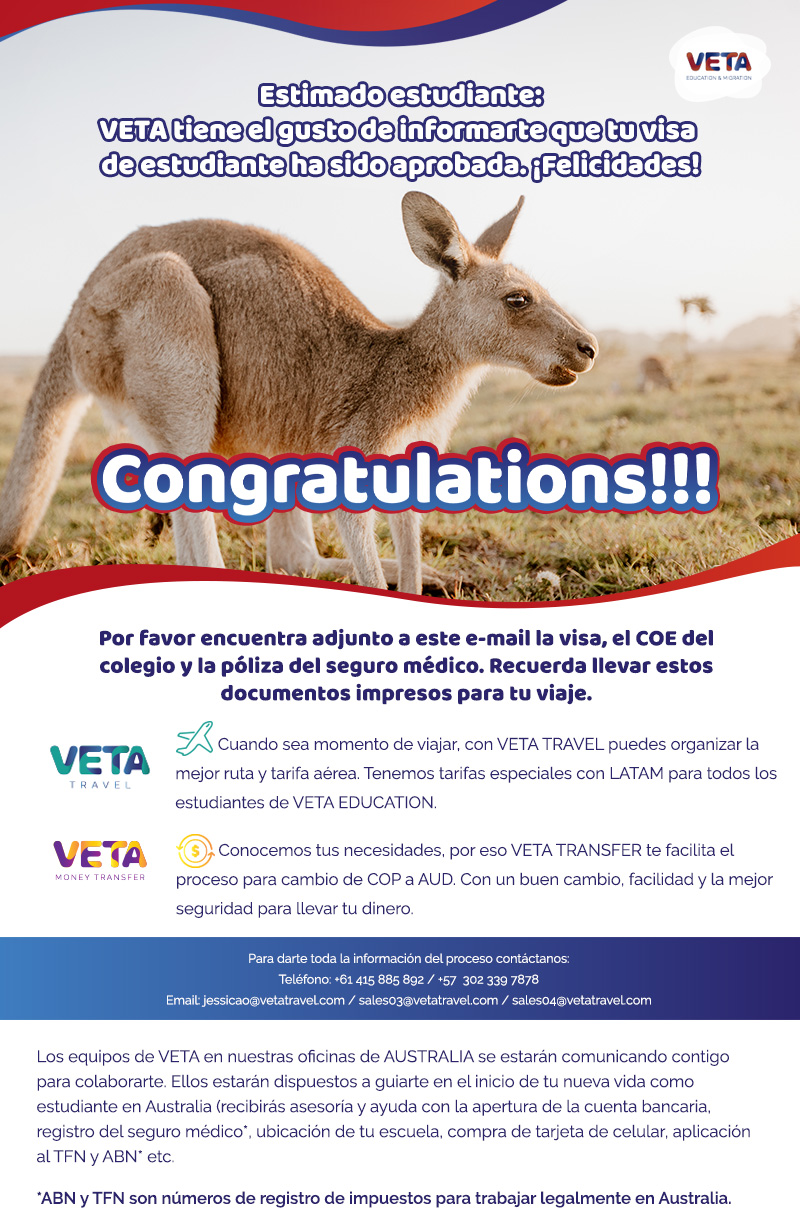 VETA
EDUCATION & MIGRATION
Estimado estudiante:
VETA tiene el gusto de informarte que tu visa
de estudiante ha sido aprobada. ¡Felicidades!
Congratulations!!!
Por favor encuentra adjunto a este e-mail la visa, el COE del
colegio y la póliza del seguro médico. Recuerda llevar estos
documentos impresos para tu viaje.
VETA
TRAVEL
Cuando sea momento de viajar, con VETA TRAVEL puedes organizar la
mejor ruta y tarifa aérea. Tenemos tarifas especiales con LATAM para todos los
estudiantes de VETA EDUCATION.
VETA
MONEY TRANSFER
$
Conocemos tus necesidades, por eso VETA TRANSFER te facilita el
proceso para cambio de COP a AUD. Con un buen cambio, facilidad y la mejor
seguridad para llevar tu dinero.
Para darte toda la información del proceso contáctanos:
Teléfono: +61 415 885 892 / +57 302 339 7878
Email: jessicao@vetatravel.com / sales03@vetatravel.com / sales04@vetatravel.com
Los equipos de VETA en nuestras oficinas de AUSTRALIA se estarán comunicando contigo
para colaborarte. Ellos estarán dispuestos a guiarte en el inicio de tu nueva vida como
estudiante en Australia (recibirás asesoría y ayuda con la apertura de la cuenta bancaria,
registro del seguro médico*, ubicación de tu escuela, compra de tarjeta de celular, aplicación
al TFN y ABN* etc.
*ABN y TFN son números de registro de impuestos para trabajar legalmente en Australia.